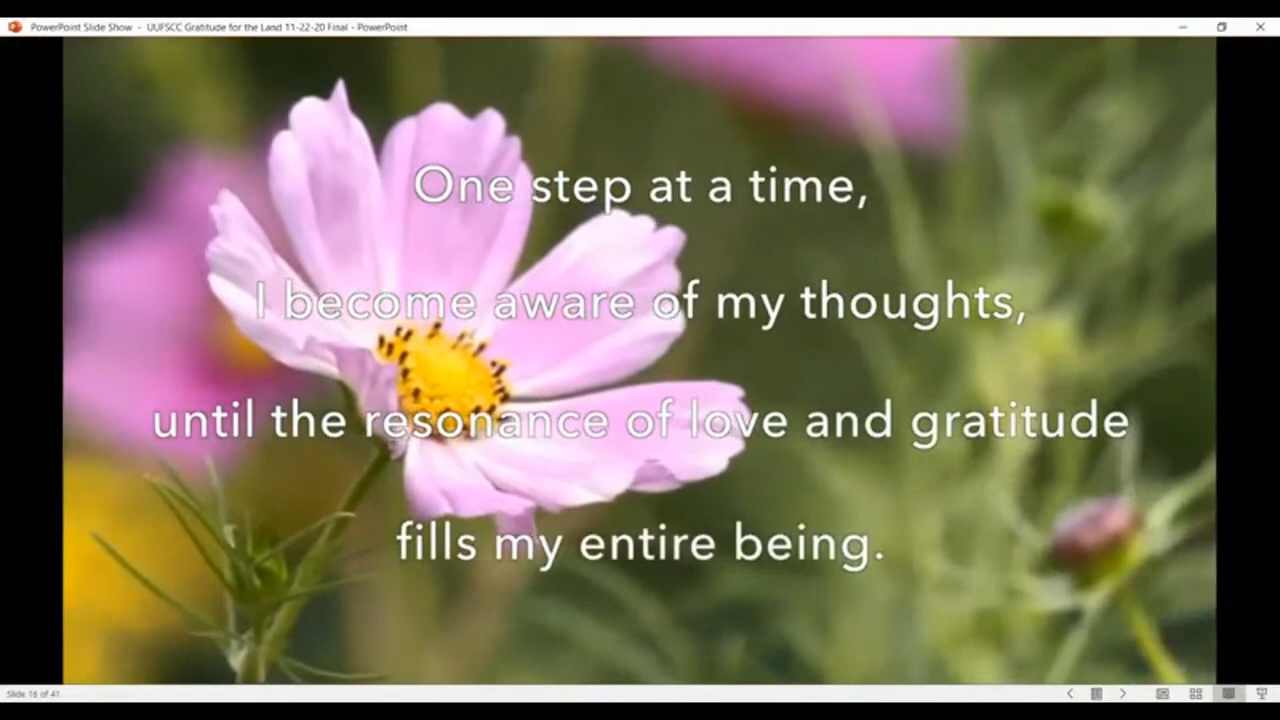 PowerPoint Slide Show - UUFSCC Gratitude for the Land 11-22-20 Final - PowerPoint
One step at a time,
I become aware of my thoughts,
until the resonance of love and gratitude
fills my entire being.
Slide 16 of 41